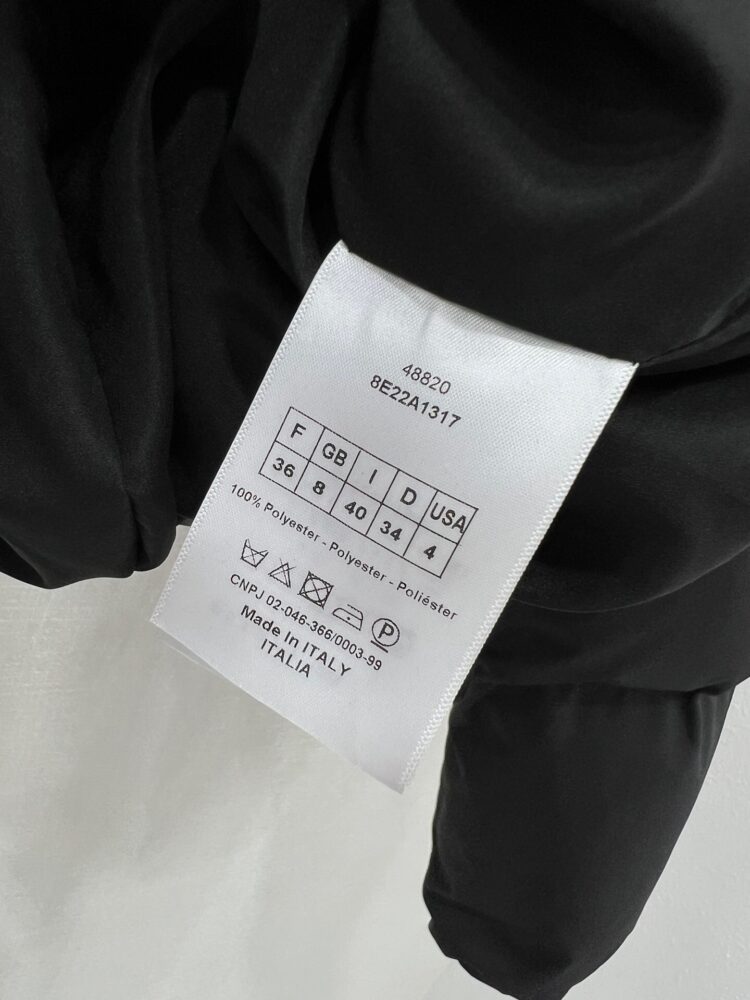 48820
8E22A1317
F GB I D USA
36 8 40 34 4
100% Polyester - Polyester - Poliéster
P
CNPJ 02-046-366/0003-99
Made In ITALY
ITALIA